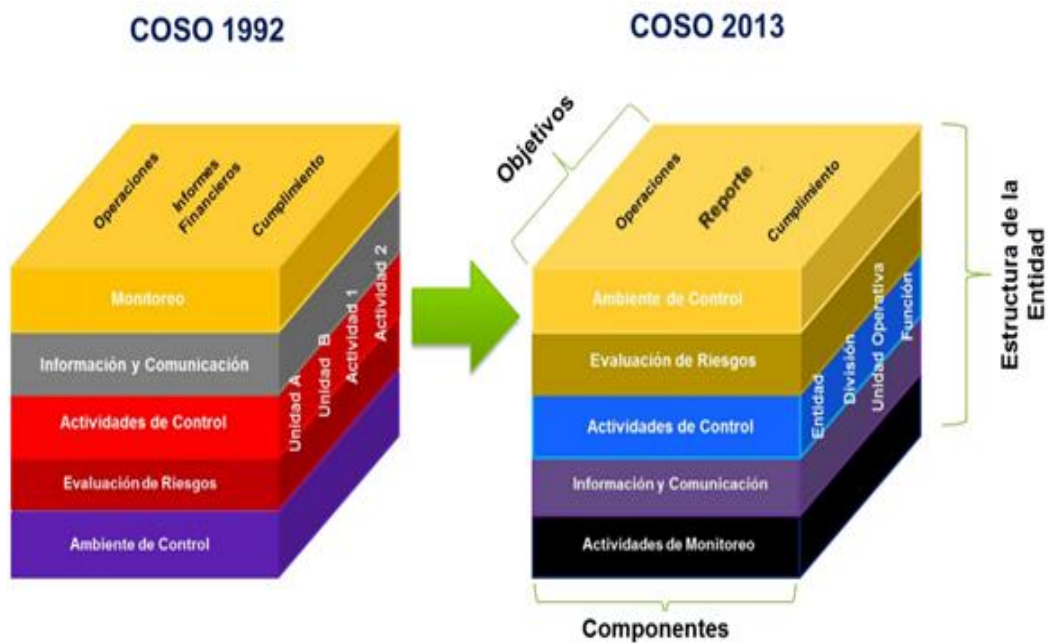 COSO 1992
Operaciones
Informes
Financieros
Cumplimiento
Monitoreo
Información y Comunicación
Actividades de Control
Evaluación de Riesgos
Ambiente de Control
Unidad A
Unidad B
Actividad 1
Actividad 2
COSO 2013
Objetivos
Operaciones
Reporte
Cumplimiento
Ambiente de Control
Evaluación de Riesgos
Actividades de Control
Información y Comunicación
Actividades de Monitoreo
Entidad
División
Unidad Operativa
Función
Estructura de la
Entidad
Componentes